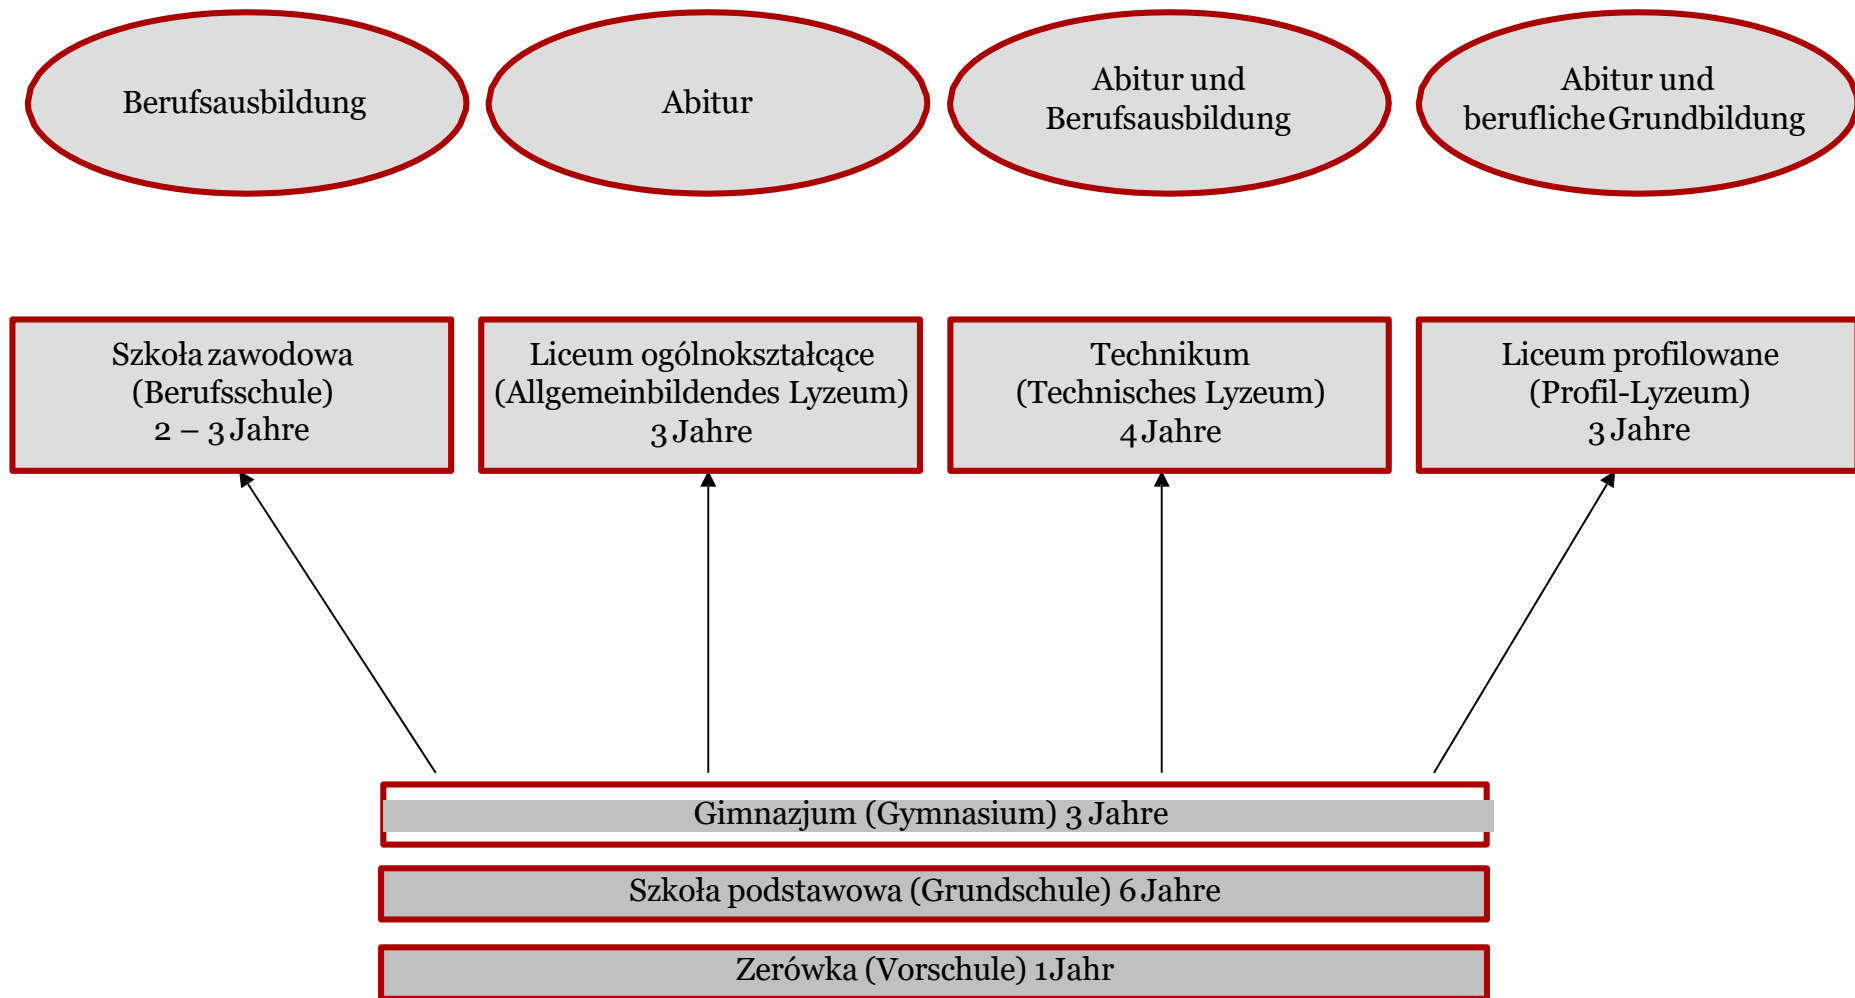 Berufsausbildung
Abitur
Abitur und
Berufsausbildung
Abitur und
berufliche Grundbildung
Szkoła zawodowa
(Berufsschule)
2 – 3 Jahre
Liceum ogólnokształcące
(Allgemeinbildendes Lyzeum)
3 Jahre
Technikum
(Technisches Lyzeum)
4 Jahre
Liceum profilowane
(Profil-Lyzeum)
3 Jahre
Gimnazjum (Gymnasium) 3 Jahre
Szkoła podstawowa (Grundschule) 6 Jahre
Zerówka (Vorschule) 1 Jahr